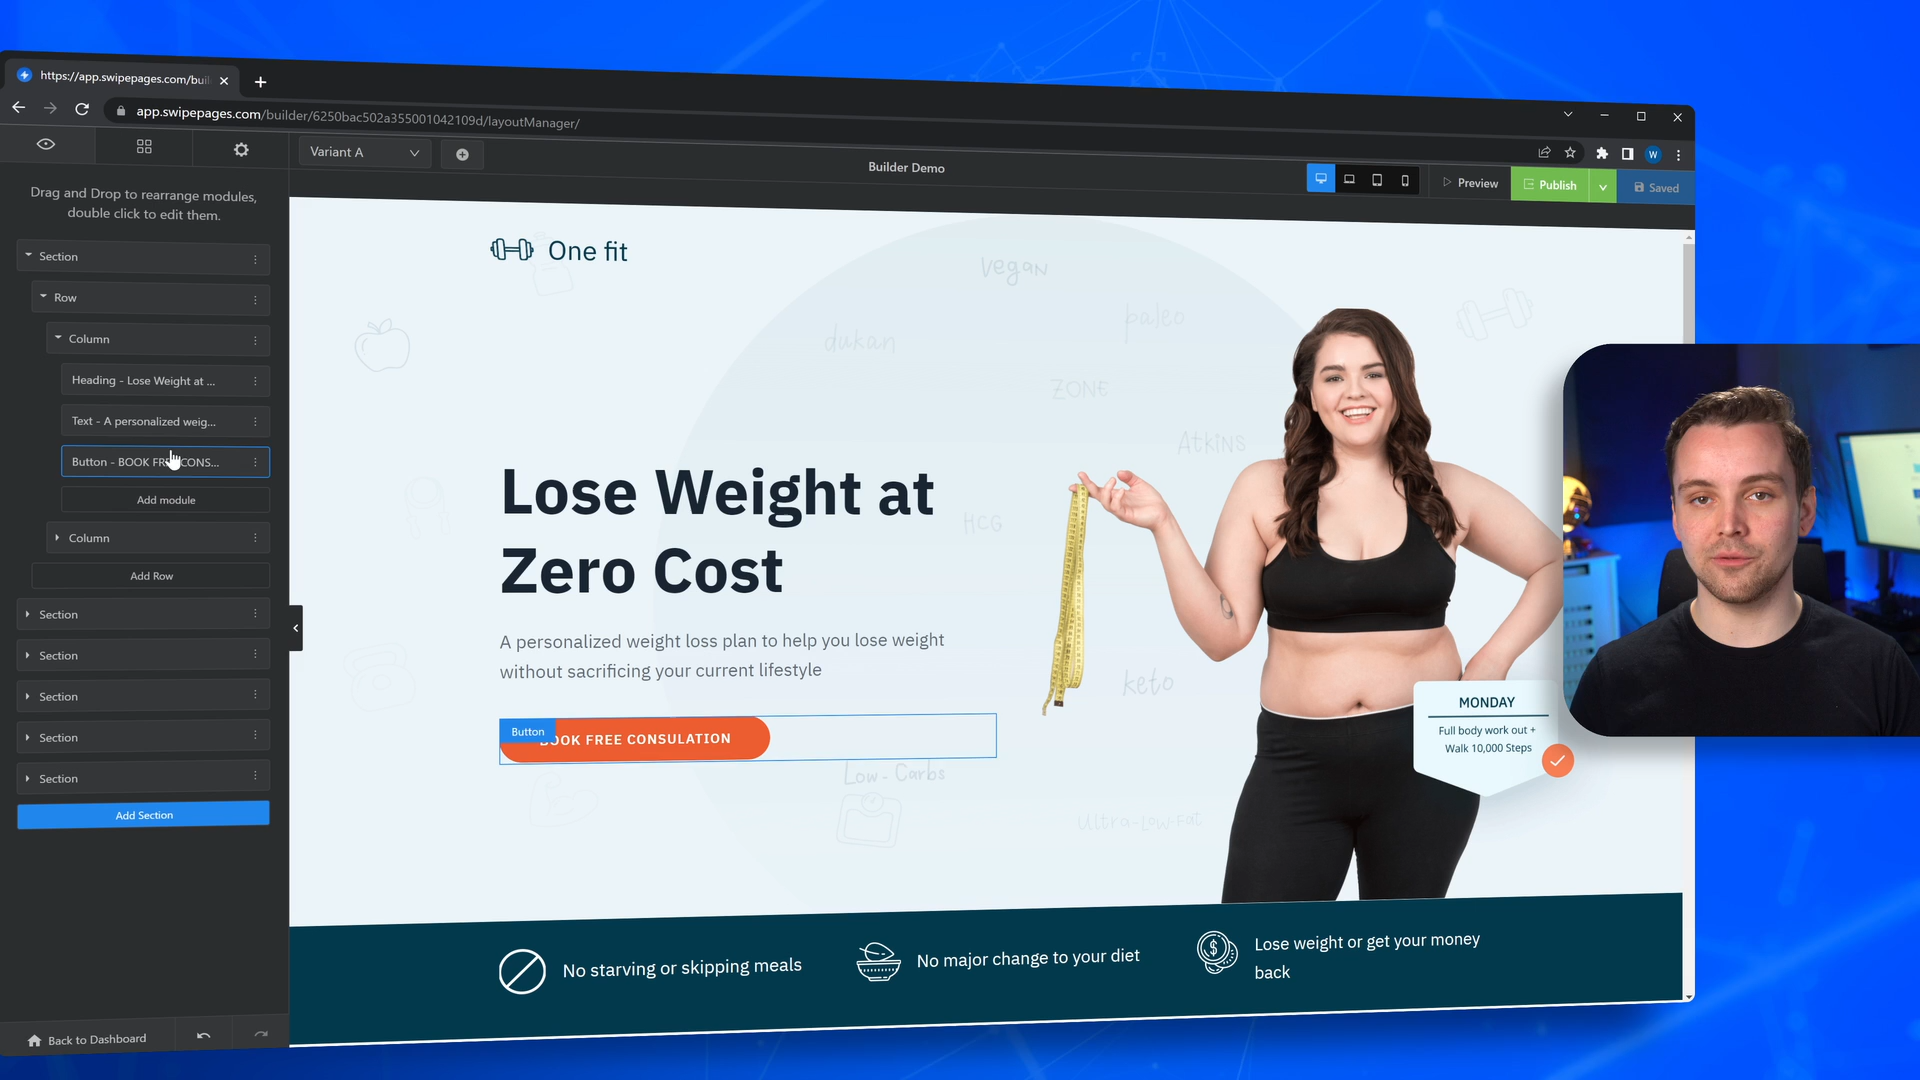 https://app.swipepages.com/buil
app.swipepages.com/builder/6250bac502a355001042109d/layoutManager/
W
Variant A
Builder Demo
Preview
Publish
Saved
Drag and Drop to rearrange modules,
double click to edit them.
Section
Row
Column
Heading - Lose Weight at ...
Text - A personalized weig...
Button - BOOK FREE CONS...
Add module
Column
Add Row
Section
Section
Section
Section
Section
Add Section
Back to Dashboard
One fit
vegan
paleo
dukan
ZONE
Atkins
HCG
keto
Low-Carbs
Ultra-Low-Fat
Lose Weight at
Zero Cost
A personalized weight loss plan to help you lose weight
without sacrificing your current lifestyle
Button
BOOK FREE CONSULATION
MONDAY
Full body work out +
Walk 10,000 Steps
No starving or skipping meals
No major change to your diet
$
Lose weight or get your money
back